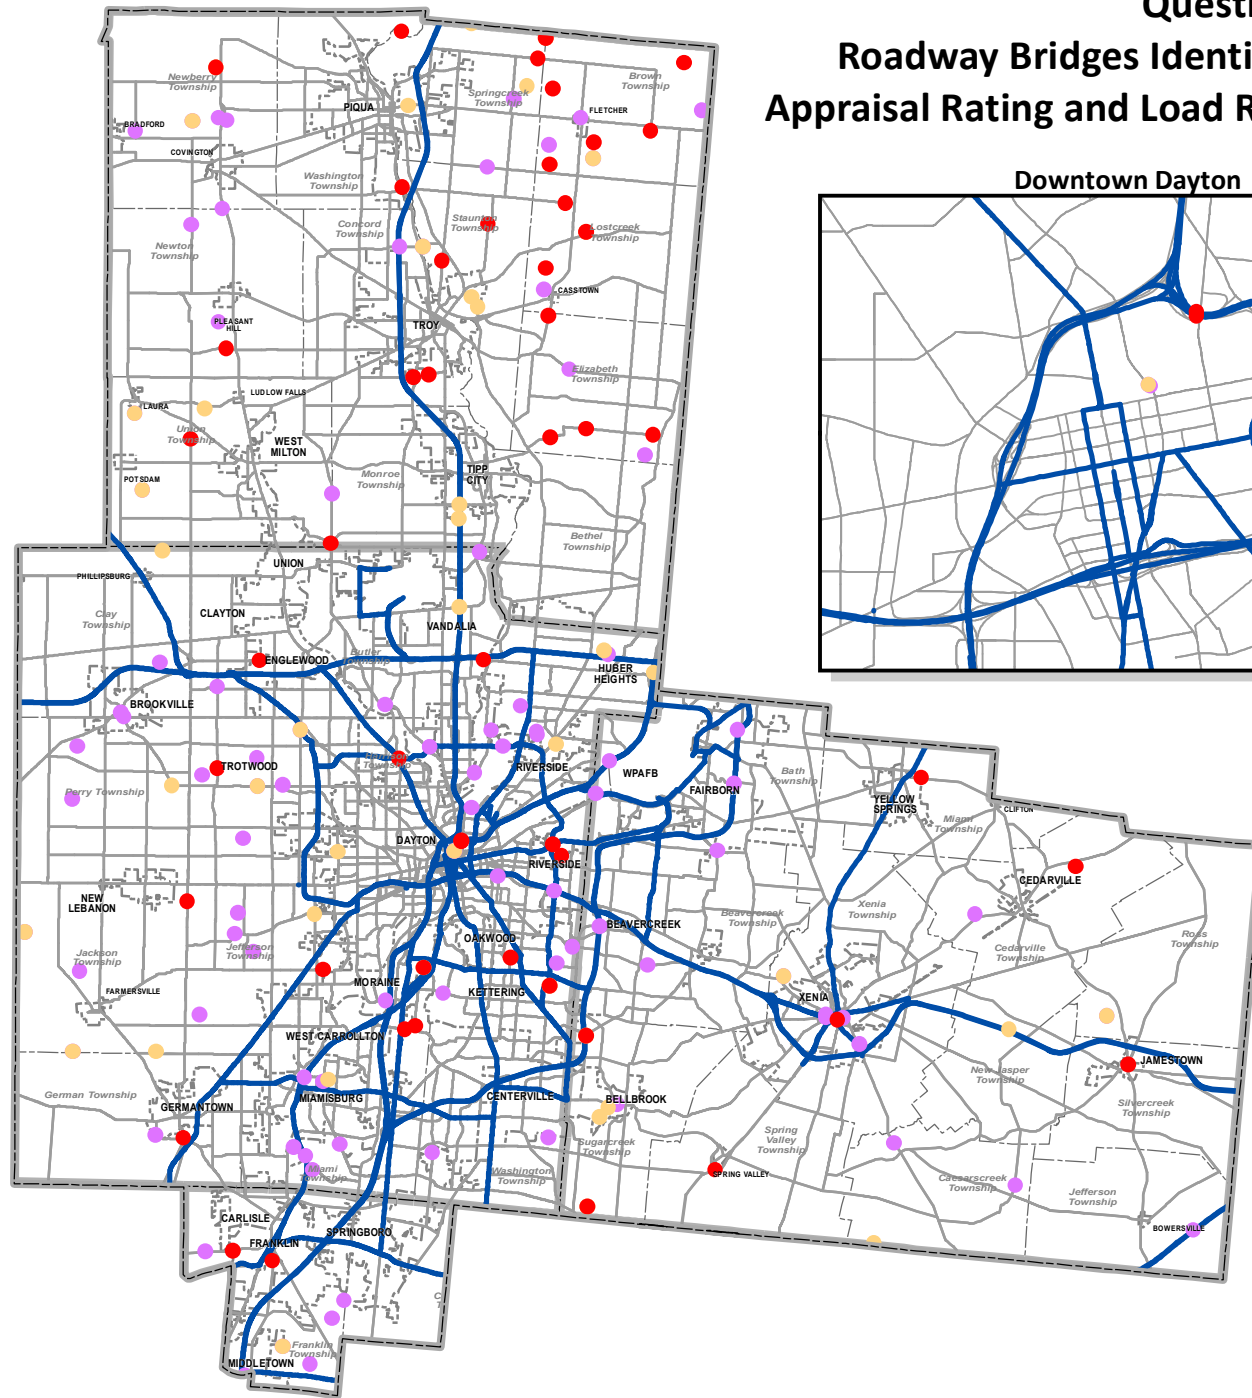 Questi
Roadway Bridges Identi
Appraisal Rating and Load R
Downtown Dayton
Newberry
Township
PIQUA
Springcreek
Township
Brown
Township
FLETCHER
BRADFORD
COVINGTON
Washington
Township
Concord
Township
Staunton
Township
Lostcreek
Township
Newton
Township
CASSTOWN
PLEASANT
HILL
TROY
Elizabeth
Township
LUDLOW FALLS
LAURA
Union
Township
WEST
MILTON
TIPP
CITY
Monroe
Township
POTSDAM
Bethel
Township
UNION
PHILLIPSBURG
Clay
Township
CLAYTON
VANDALIA
Butler
Township
ENGLEWOOD
HUBER
HEIGHTS
BROOKVILLE
Harrison
Township
TROTWOOD
RIVERSIDE
WPAFB
Bath
Township
FAIRBORN
Perry Township
YELLOW
SPRINGS
CLIFTON
Miami
Township
DAYTON
RIVERSIDE
CEDARVILLE
NEW
LEBANON
Xenia
Township
Beavercreek
Township
BEAVERCREEK
OAKWOOD
Ross
Township
Jefferson
Township
Jackson
Township
Cedarville
Township
MORAINE
KETTERING
FARMERSVILLE
XENIA
WEST CARROLLTON
JAMESTOWN
New Jasper
Township
German Township
GERMANTOWN
MIAMISBURG
CENTERVILLE
BELLBROOK
Silvercreek
Township
Spring
Valley
Township
Sugarcreek
Township
Miami
Township
Washington
Township
SPRING VALLEY
Caesarscreek
Township
Jefferson
Township
CARLISLE
BOWERSVILLE
SPRINGBORO
FRANKLIN
C
T
Franklin
Township
MIDDLETOWN